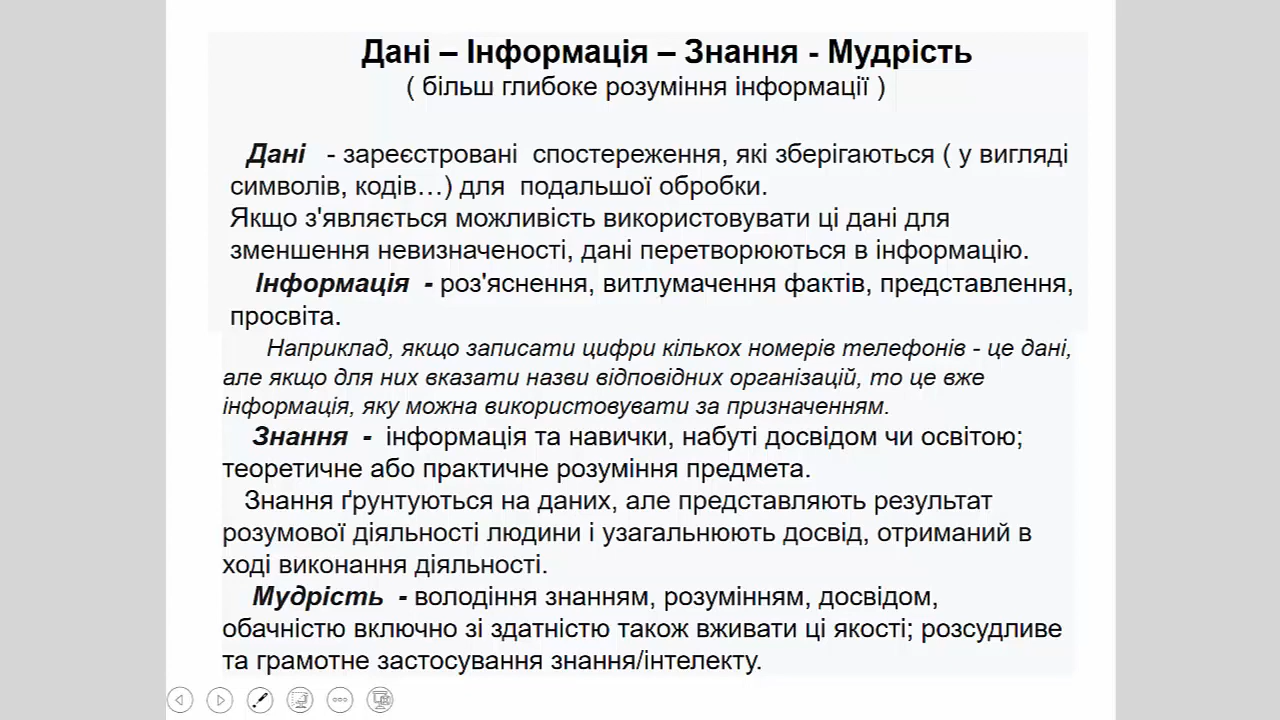 Дані – Інформація – Знання - Мудрість
( більш глибоке розуміння інформації )
Дані - зареєстровані спостереження, які зберігаються ( у вигляді
символів, кодів…) для подальшої обробки.
Якщо з'являється можливість використовувати ці дані для
зменшення невизначеності, дані перетворюються в інформацію.
Інформація - роз'яснення, витлумачення фактів, представлення,
просвіта.
Наприклад, якщо записати цифри кількох номерів телефонів - це дані,
але якщо для них вказати назви відповідних організацій, то це вже
інформація, яку можна використовувати за призначенням.
Знання - інформація та навички, набуті досвідом чи освітою;
теоретичне або практичне розуміння предмета.
Знання ґрунтуються на даних, але представляють результат
розумової діяльності людини і узагальнюють досвід, отриманий в
ході виконання діяльності.
Мудрість - володіння знанням, розумінням, досвідом,
обачністю включно зі здатністю також вживати ці якості; розсудливе
та грамотне застосування знання/інтелекту.